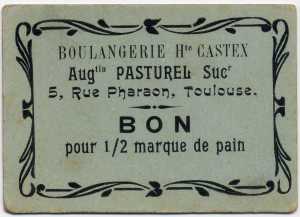 BOULANGERIE Hte CASTEX
Augtin PASTUREL Sucr
5, Rue Pharaon, Toulouse.
BON
pour 1/2 marque de pain